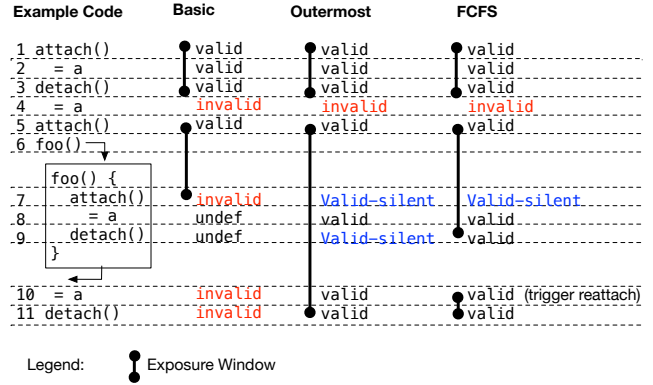 Example Code Basic Outermost FCFS
1 attach() valid valid valid
2 = a valid valid valid
3 detach() valid valid valid
4 = a invalid invalid invalid
5 attach() valid valid valid
6 foo()
foo() {
7 attach() invalid Valid-silent Valid-silent
8 = a undef valid valid
9 detach() undef Valid-silent valid
}
10 = a invalid valid valid (trigger reattach)
11 detach() invalid valid valid
Legend: Exposure Window